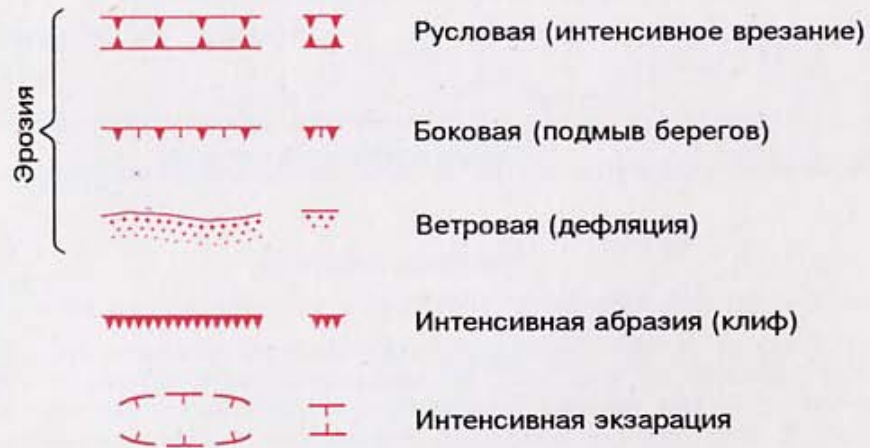 Эрозия
Русловая (интенсивное врезание)
Боковая (подмыв берегов)
Ветровая (дефляция)
Интенсивная абразия (клиф)
Интенсивная экзарация